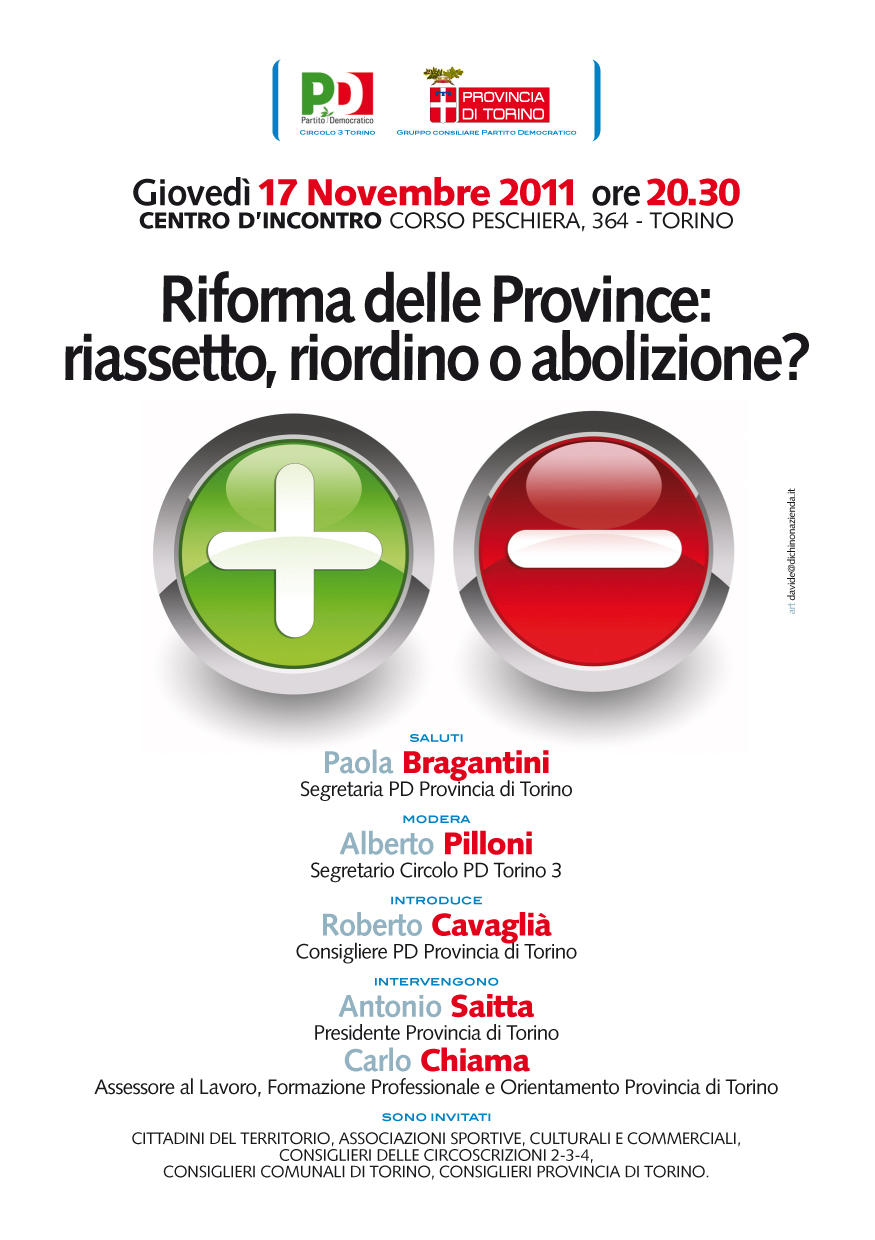 PD
Partito Democratico
CIRCOLO 3 TORINO
PROVINCIA
DI TORINO
GRUPPO CONSILIARE PARTITO DEMOCRATICO
Giovedì 17 Novembre 2011 ore 20.30
CENTRO D'INCONTRO CORSO PESCHIERA, 364 - TORINO
Riforma delle Province:
riassetto, riordino o abolizione?
art davide@dichinonazienda.it
SALUTI
Paola Bragantini
Segretaria PD Provincia di Torino
MODERA
Alberto Pilloni
Segretario Circolo PD Torino 3
INTRODUCE
Roberto Cavaglià
Consigliere PD Provincia di Torino
INTERVENGONO
Antonio Saitta
Presidente Provincia di Torino
Carlo Chiama
Assessore al Lavoro, Formazione Professionale e Orientamento Provincia di Torino
SONO INVITATI
CITTADINI DEL TERRITORIO, ASSOCIAZIONI SPORTIVE, CULTURALI E COMMERCIALI,
CONSIGLIERI DELLE CIRCOSCRIZIONI 2-3-4,
CONSIGLIERI COMUNALI DI TORINO, CONSIGLIERI PROVINCIA DI TORINO.